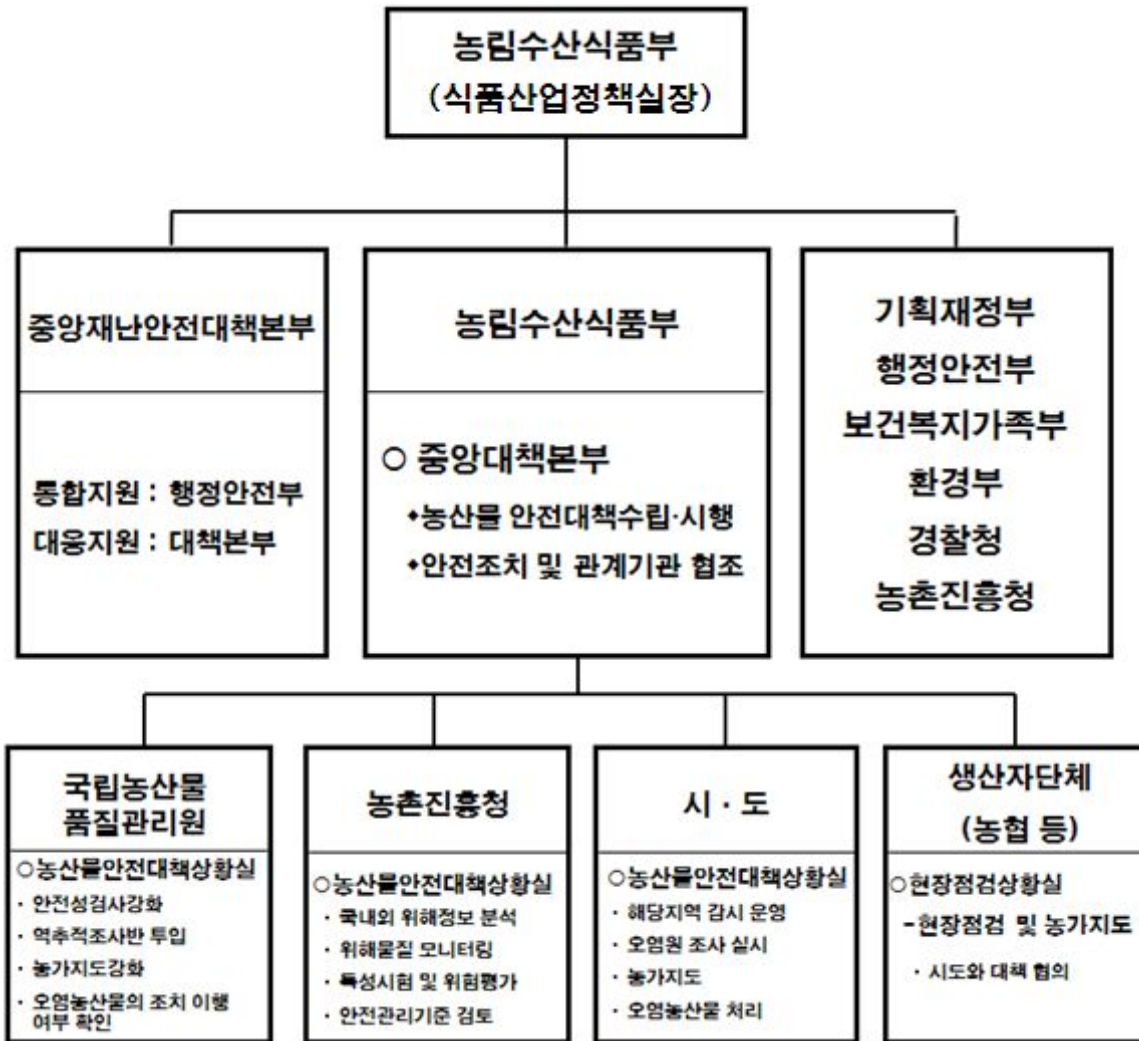 농림수산식품부
(식품산업정책실장)
중앙재난안전대책본부
통합지원 : 행정안전부
대응지원 : 대책본부
농림수산식품부
○ 중앙대책본부
◆농산물 안전대책수립·시행
◆안전조치 및 관계기관 협조
기획재정부
행정안전부
보건복지가족부
환경부
경찰청
농촌진흥청
국립농산물
품질관리원
○농산물안전대책상황실
· 안전성검사강화
· 역추적조사반 투입
· 농가지도강화
· 오염농산물의 조치 이행
여부 확인
농촌진흥청
○농산물안전대책상황실
· 국내외 위해정보 분석
· 위해물질 모니터링
· 독성시험 및 위험평가
· 안전관리기준 검토
시 · 도
○농산물안전대책상황실
· 해당지역 감시 운영
· 오염원 조사 실시
· 농가지도
· 오염농산물 처리
생산자단체
(농협 등)
○현장점검상황실
-현장점검 및 농가지도
· 시도와 대책 협의